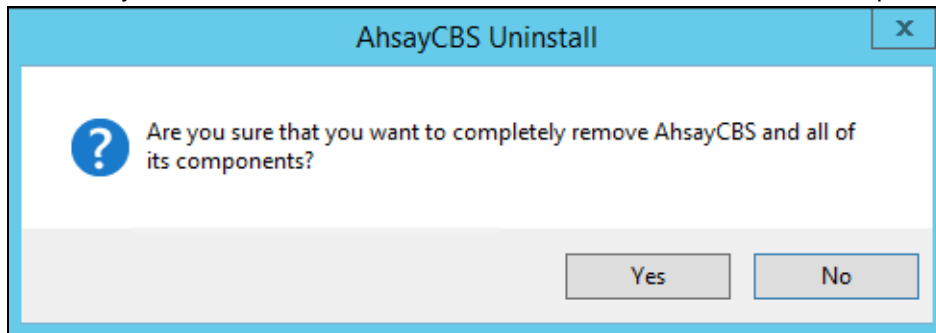 AhsayCBS Uninstall
x
Are you sure that you want to completely remove AhsayCBS and all of
its components?
Yes
No